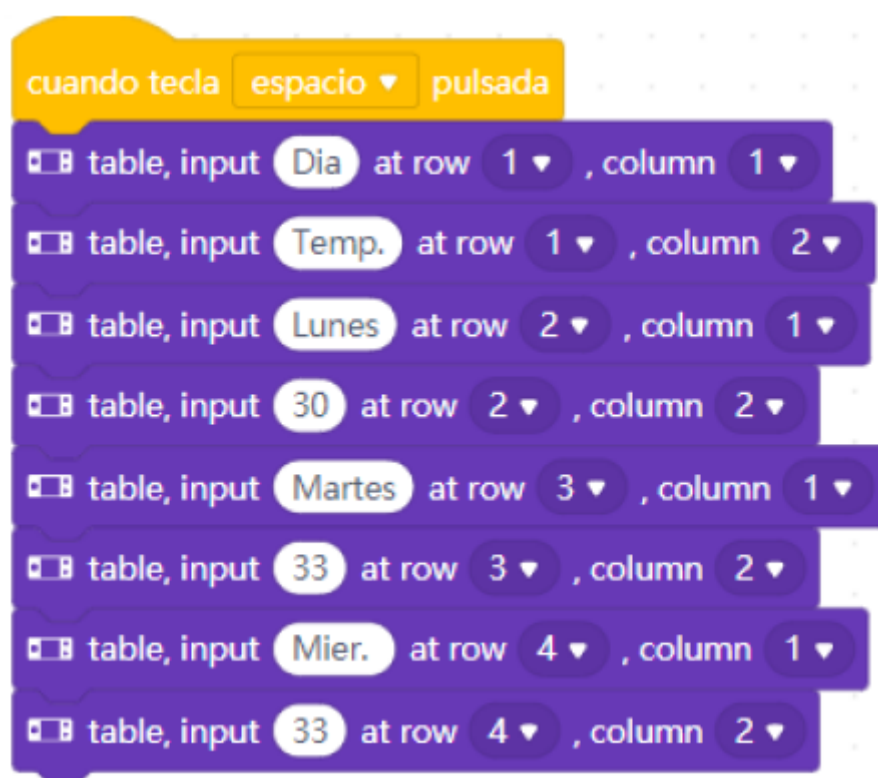 cuando tecla espacio pulsada
table, input Dia at row 1 , column 1
table, input Temp. at row 1 , column 2
table, input Lunes at row 2 , column 1
table, input 30 at row 2 , column 2
table, input Martes at row 3 , column 1
table, input 33 at row 3 , column 2
table, input Mier. at row 4 , column 1
table, input 33 at row 4 , column 2